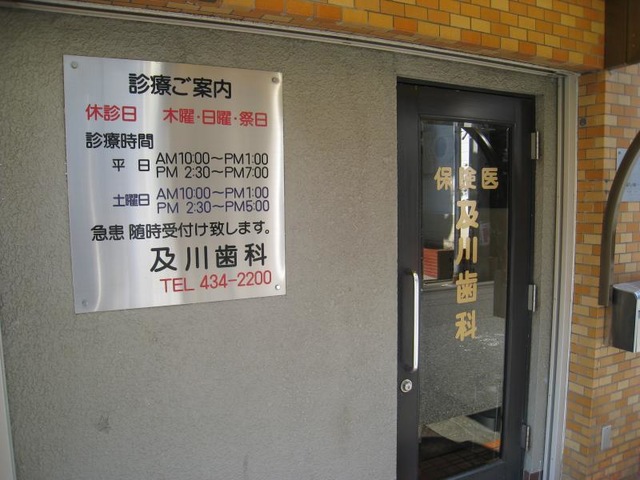 診療ご案内
休診日 木曜・日曜・祭日
診療時間
平日 AM10:00～PM1:00
PM 2:30～PM7:00
土曜日 AM10:00～PM1:00
PM 2:30～PM5:00
急患 随時受付け致します。
及川歯科
TEL 434-2200
保険医
及川歯科